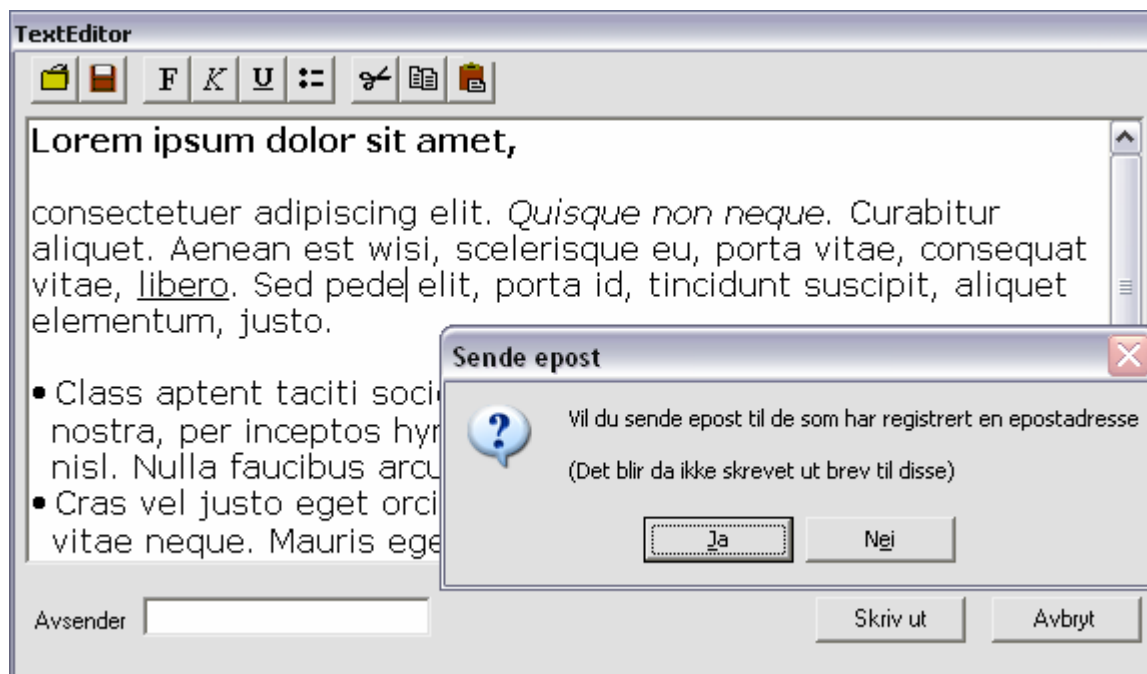 TextEditor
F K U
Lorem ipsum dolor sit amet,
consectetuer adipiscing elit. Quisque non neque. Curabitur
aliquet. Aenean est wisi, scelerisque eu, porta vitae, consequat
vitae, libero. Sed pede elit, porta id, tincidunt suscipit, aliquet
elementum, justo.
• Class aptent taciti
nostra, per inceptos
nisl. Nulla faucibus
• Cras vel justo eget orci
vitae neque. Mauris
Sende epost
Vil du sende epost til de som har registrert en epostadresse
(Det blir da ikke skrevet ut brev til disse)
Ja Nei
Avsender
Skriv ut Avbryt